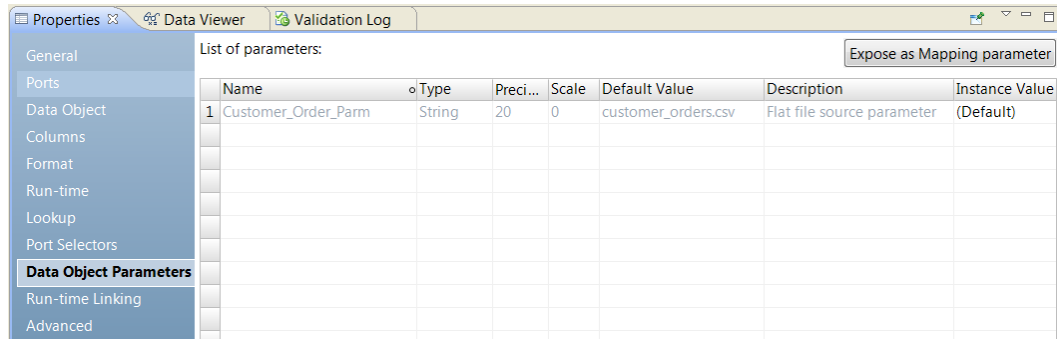 Properties Data Viewer Validation Log
General
Ports
Data Object
Columns
Format
Run-time
Lookup
Port Selectors
Data Object Parameters
Run-time Linking
Advanced
List of parameters:
Expose as Mapping parameter
Name Type Preci... Scale Default Value Description Instance Value
1 Customer_Order_Parm String 20 0 customer_orders.csv Flat file source parameter (Default)